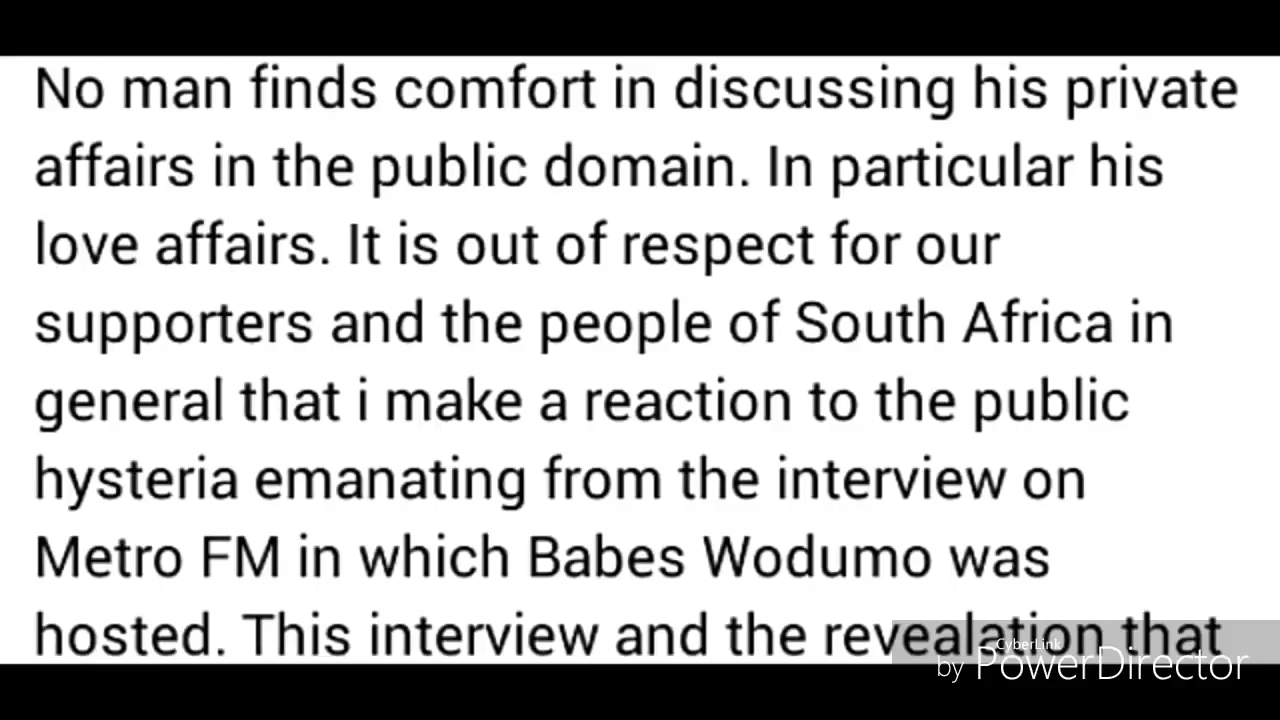 No man finds comfort in discussing his private
affairs in the public domain. In particular his
love affairs. It is out of respect for our
supporters and the people of South Africa in
general that i make a reaction to the public
hysteria emanating from the interview on
Metro FM in which Babes Wodumo was
hosted. This interview and the revealation that
CyberLink
by PowerDirector